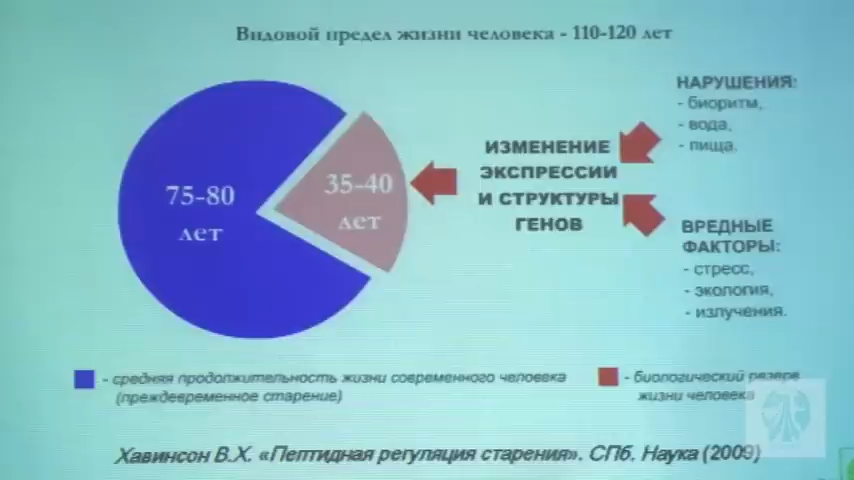 Видовой предел жизни человека - 110-120 лет
НАРУШЕНИЯ:
- биоритм,
- вода,
- пища.
ИЗМЕНЕНИЕ
ЭКСПРЕССИИ
И СТРУКТУРЫ
ГЕНОВ
75-80
лет
35-40
лет
ВРЕДНЫЕ
ФАКТОРЫ:
- стресс,
- экология,
- излучения.
- средняя продолжительность жизни современного человека
(преждевременное старение)
- биологический резерв
жизни человека
Хавинсон В.Х. «Пептидная регуляция старения». СПб. Наука (2009)